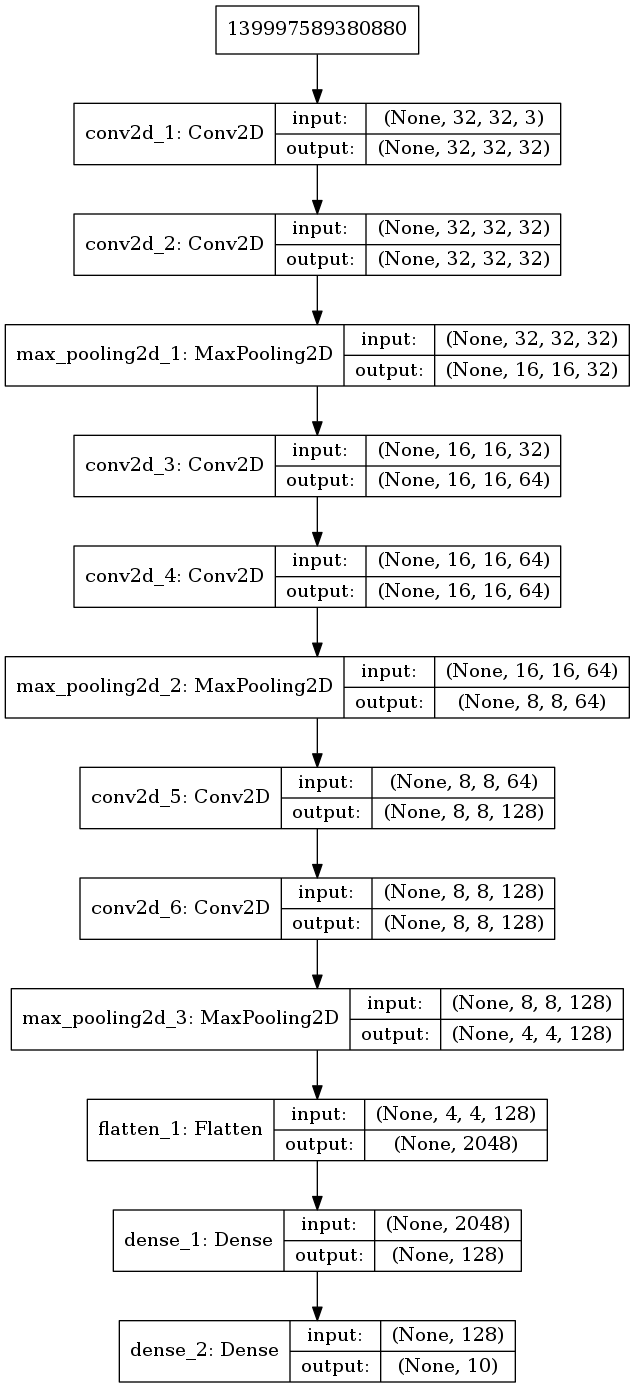 139997589380880
conv2d_1: Conv2D
input: (None, 32, 32, 3)
output: (None, 32, 32, 32)
conv2d_2: Conv2D
input: (None, 32, 32, 32)
output: (None, 32, 32, 32)
max_pooling2d_1: MaxPooling2D
input: (None, 32, 32, 32)
output: (None, 16, 16, 32)
conv2d_3: Conv2D
input: (None, 16, 16, 32)
output: (None, 16, 16, 64)
conv2d_4: Conv2D
input: (None, 16, 16, 64)
output: (None, 16, 16, 64)
max_pooling2d_2: MaxPooling2D
input: (None, 16, 16, 64)
output: (None, 8, 8, 64)
conv2d_5: Conv2D
input: (None, 8, 8, 64)
output: (None, 8, 8, 128)
conv2d_6: Conv2D
input: (None, 8, 8, 128)
output: (None, 8, 8, 128)
max_pooling2d_3: MaxPooling2D
input: (None, 8, 8, 128)
output: (None, 4, 4, 128)
flatten_1: Flatten
input: (None, 4, 4, 128)
output: (None, 2048)
dense_1: Dense
input: (None, 2048)
output: (None, 128)
dense_2: Dense
input: (None, 128)
output: (None, 10)